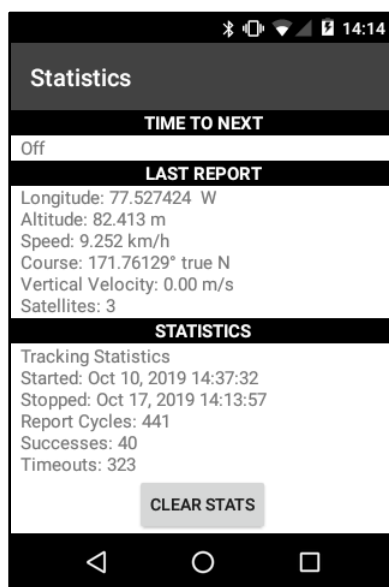 14:14
Statistics
TIME TO NEXT
Off
LAST REPORT
Longitude: 77.527424  W
Altitude: 82.413 m
Speed: 9.252 km/h
Course: 171.76129° true N
Vertical Velocity: 0.00 m/s
Satellites: 3
STATISTICS
Tracking Statistics
Started: Oct 10, 2019 14:37:32
Stopped: Oct 17, 2019 14:13:57
Report Cycles: 441
Successes: 40
Timeouts: 323
CLEAR STATS